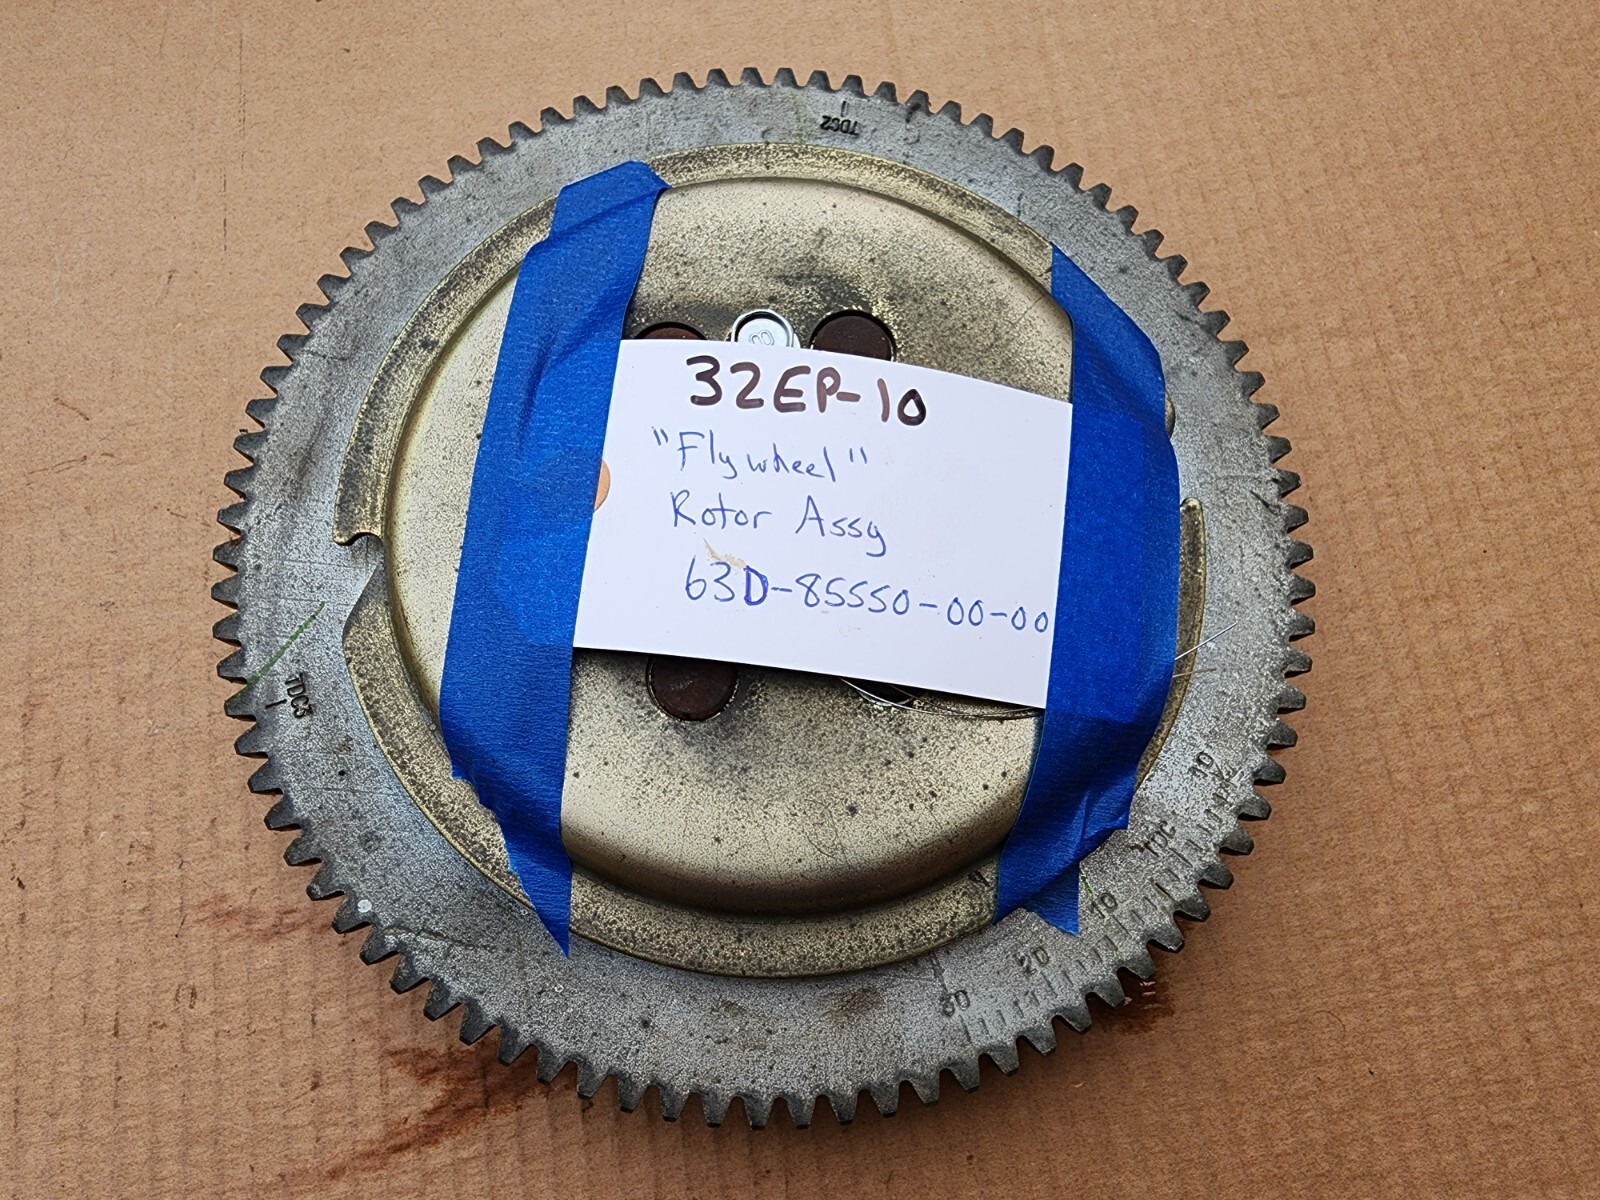 TDC2
32EP-10
"Flywheel"
Rotor Assy
63D-85550-00-00
TDC3
10
TDC
10
20
30